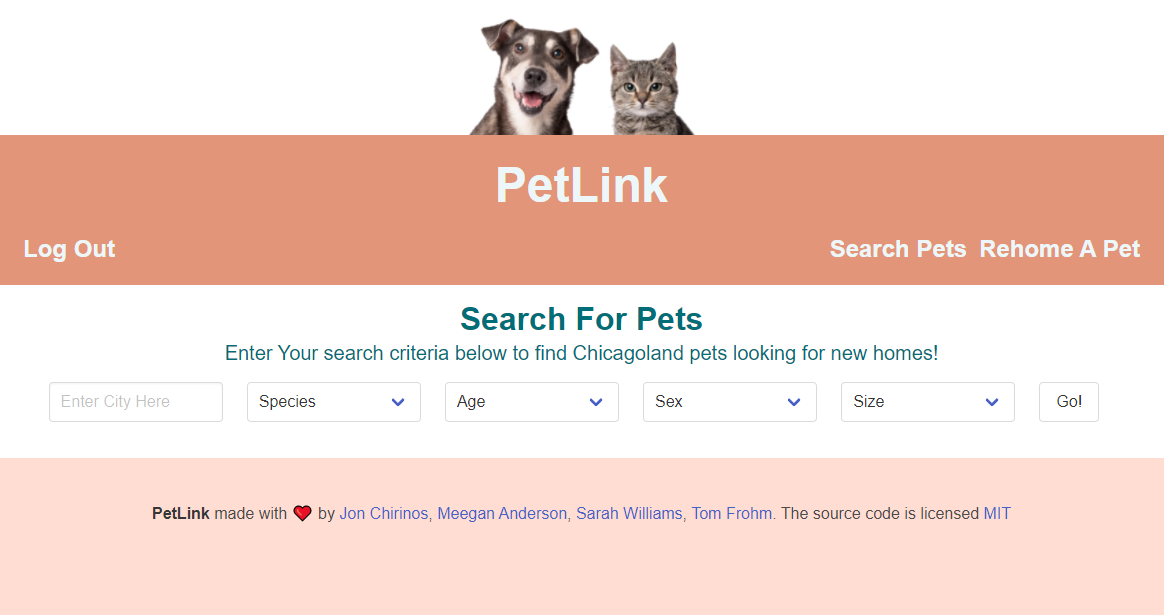 PetLink
Log Out
Search Pets Rehome A Pet
Search For Pets
Enter Your search criteria below to find Chicagoland pets looking for new homes!
Enter City Here Species Age Sex Size Go!
PetLink made with ❤ by Jon Chirinos, Meegan Anderson, Sarah Williams, Tom Frohm. The source code is licensed MIT